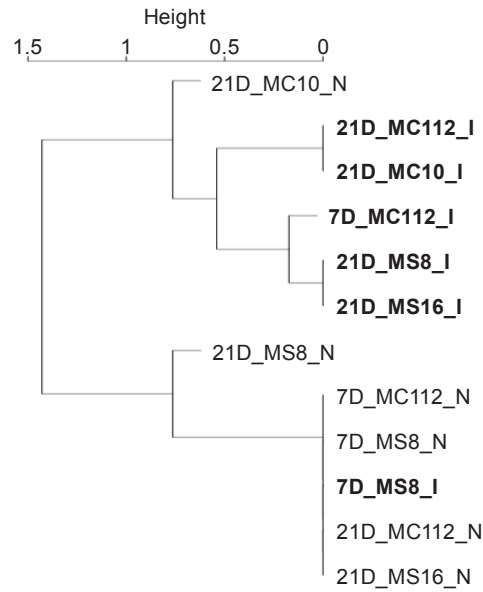 Height
1.5 1 0.5 0
21D_MC10_N
21D_MC112_I
21D_MC10_I
7D_MC112_I
21D_MS8_I
21D_MS16_I
21D_MS8_N
7D_MC112_N
7D_MS8_N
7D_MS8_I
21D_MC112_N
21D_MS16_N